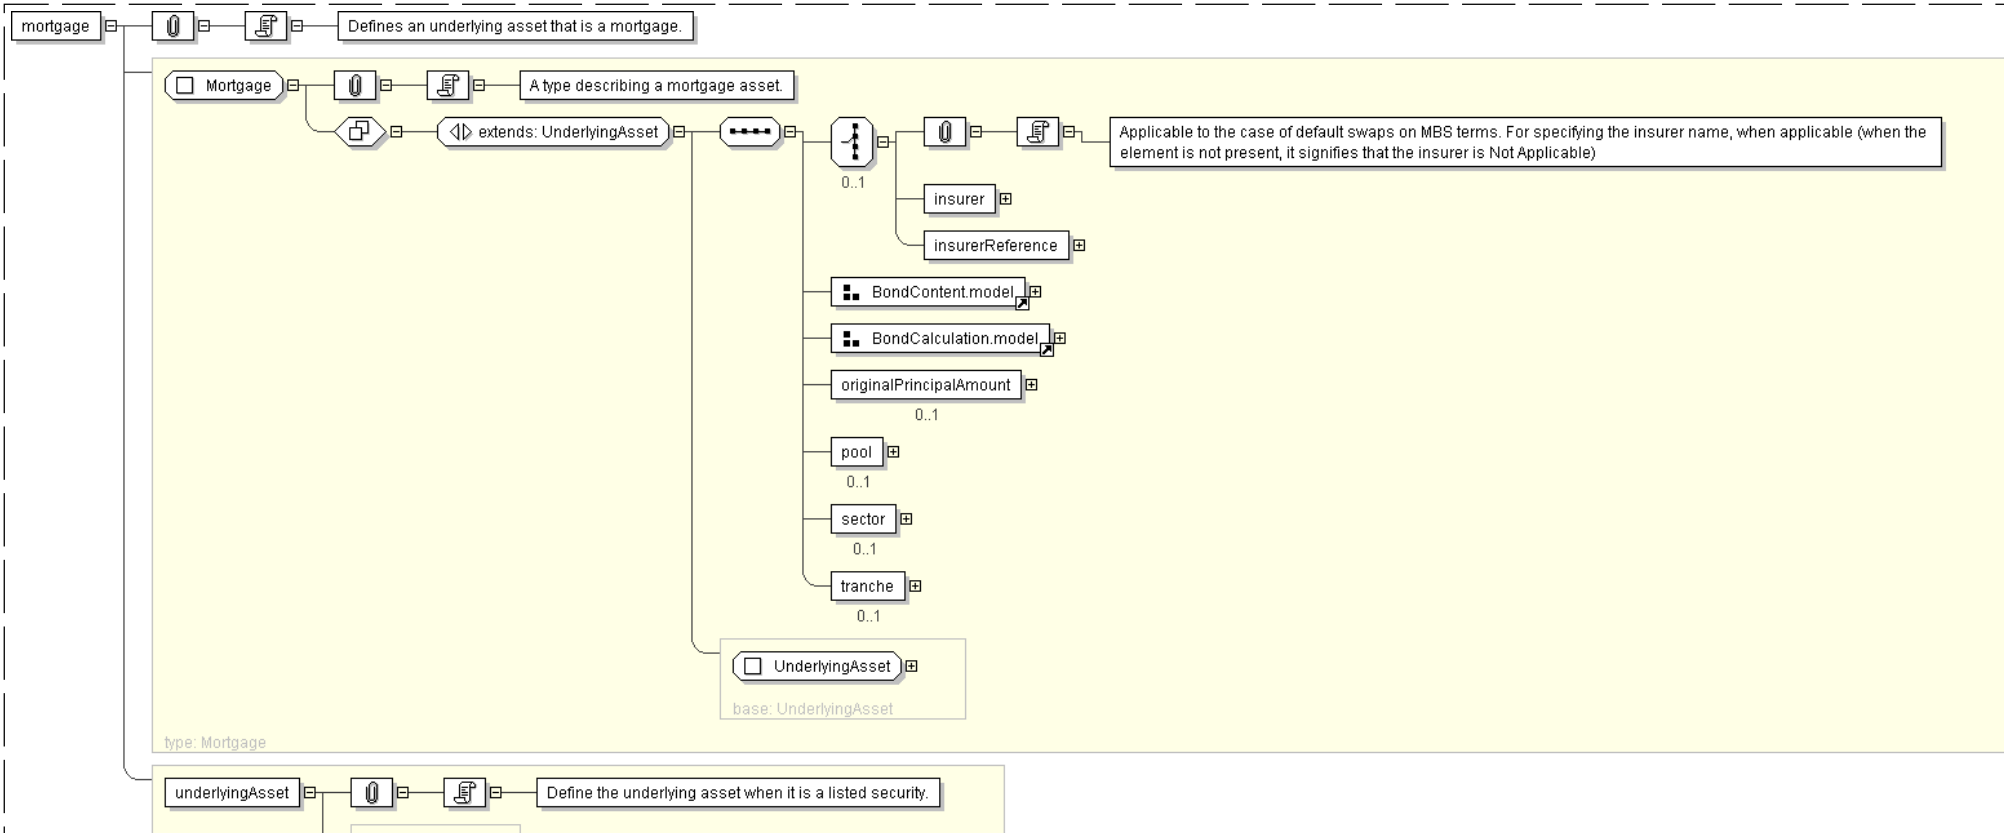 mortgage
Defines an underlying asset that is a mortgage.
Mortgage
A type describing a mortgage asset.
extends: UnderlyingAsset
Applicable to the case of default swaps on MBS terms. For specifying the insurer name, when applicable (when the
element is not present, it signifies that the insurer is Not Applicable)
0..1
insurer
insurerReference
BondContent.model
BondCalculation.model
originalPrincipalAmount
0..1
pool
0..1
sector
0..1
tranche
0..1
UnderlyingAsset
base: UnderlyingAsset
type: Mortgage
underlyingAsset
Define the underlying asset when it is a listed security.